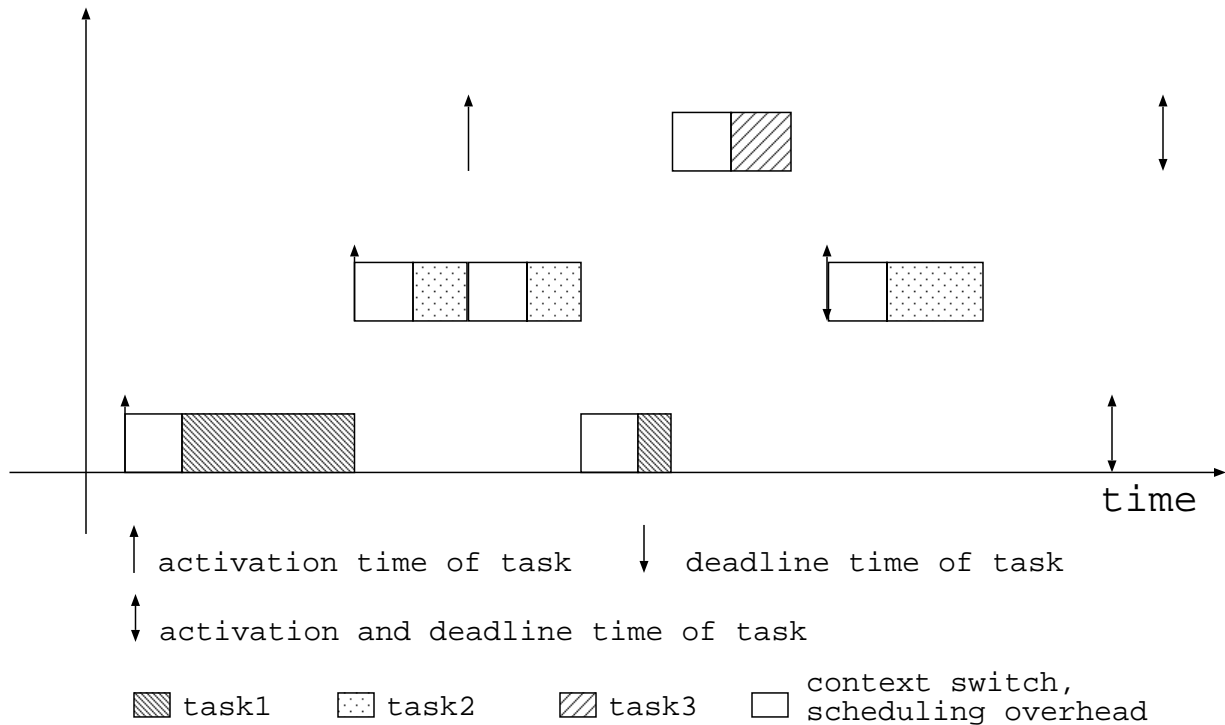 time
activation time of task
deadline time of task
activation and deadline time of task
task1
task2
task3
context switch,
scheduling overhead